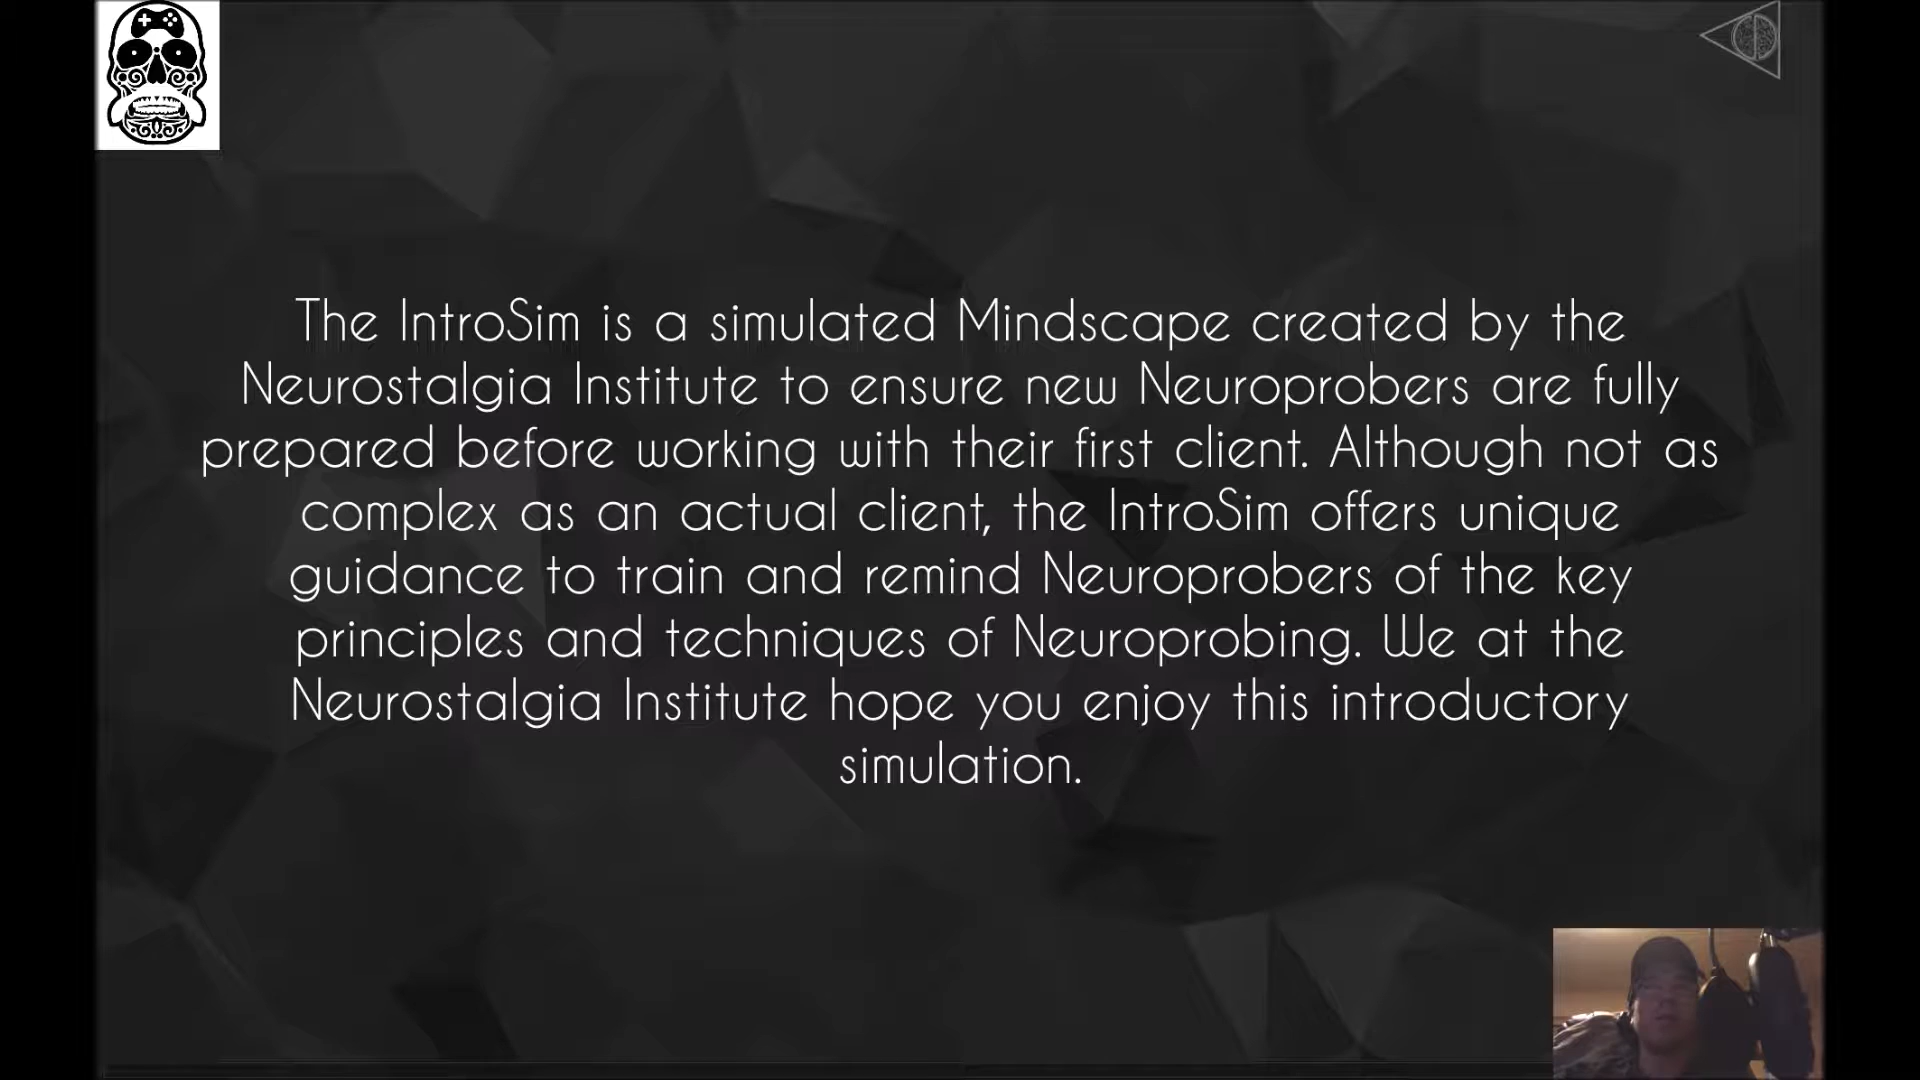 The IntroSim is a simulated Mindscape created by the
Neurostalgia Institute to ensure new Neuroprobers are fully
prepared before working with their first client. Although not as
complex as an actual client, the IntroSim offers unique
guidance to train and remind Neuroprobers of the key
principles and techniques of Neuroprobing. We at the
Neurostalgia Institute hope you enjoy this introductory
simulation.